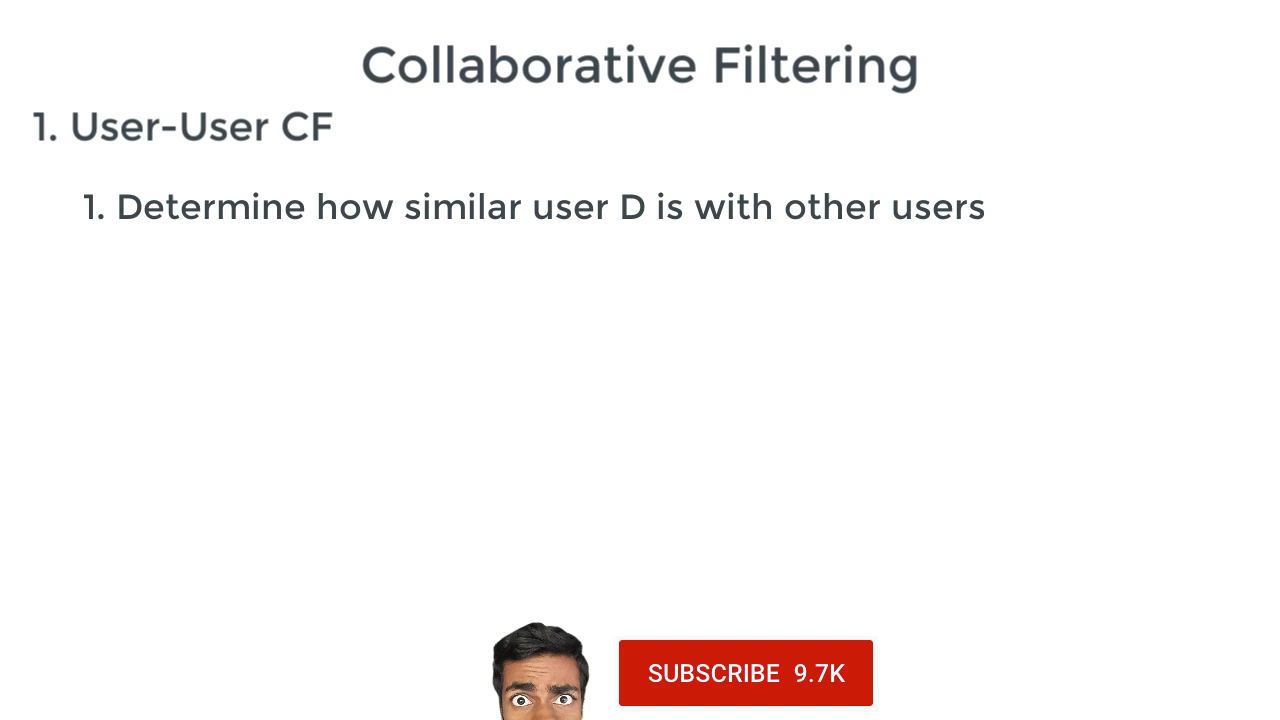 Collaborative Filtering
1. User-User CF
1. Determine how similar user D is with other users
SUBSCRIBE 9.7K